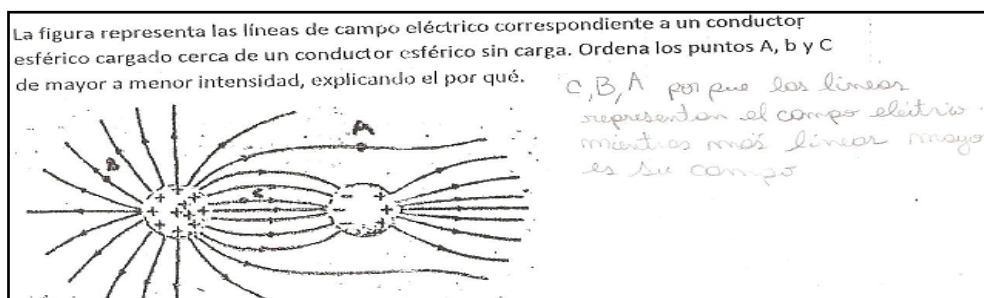 La figura representa las líneas de campo eléctrico correspondiente a un conductor
esférico cargado cerca de un conductor esférico sin carga. Ordena los puntos A, b y C
de mayor a menor intensidad, explicando el por qué.
C, B, A por que las lineas
representan el campo
mientras más lineas mayo
es su campo
A
B
C